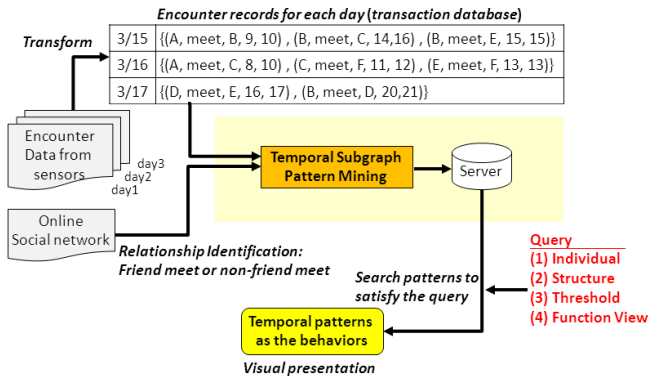 Encounter records for each day (transaction database)
Transform
3/15 {(A, meet, B, 9, 10) , (B, meet, C, 14,16) , (B, meet, E, 15, 15)}
3/16 {(A, meet, C, 8, 10) , (C, meet, F, 11, 12) , (E, meet, F, 13, 13)}
3/17 {(D, meet, E, 16, 17) , (B, meet, D, 20,21)}
Encounter
Data from
sensors
day3
day2
day1
Temporal Subgraph
Pattern Mining
Server
Online
Social network
Relationship Identification:
Friend meet or non-friend meet
Query
(1) Individual
(2) Structure
(3) Threshold
(4) Function View
Search patterns to
satisfy the query
Temporal patterns
as the behaviors
Visual presentation